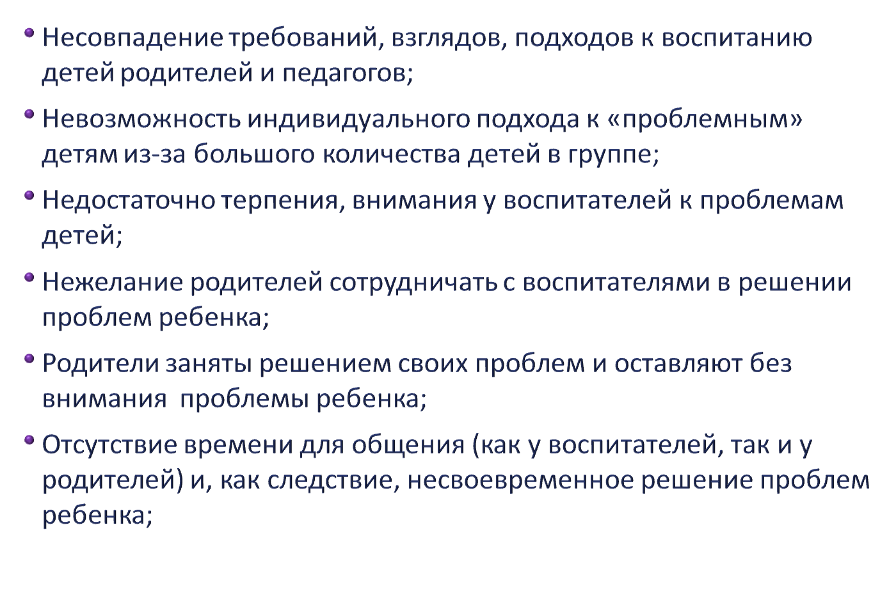 • Несовпадение требований, взглядов, подходов к воспитанию
детей родителей и педагогов;
• Невозможность индивидуального подхода к «проблемным»
детям из-за большого количества детей в группе;
• Недостаточно терпения, внимания у воспитателей к проблемам
детей;
• Нежелание родителей сотрудничать с воспитателями в решении
проблем ребенка;
• Родители заняты решением своих проблем и оставляют без
внимания  проблемы ребенка;
• Отсутствие времени для общения (как у воспитателей, так и у
родителей) и, как следствие, несвоевременное решение проблем
ребенка;